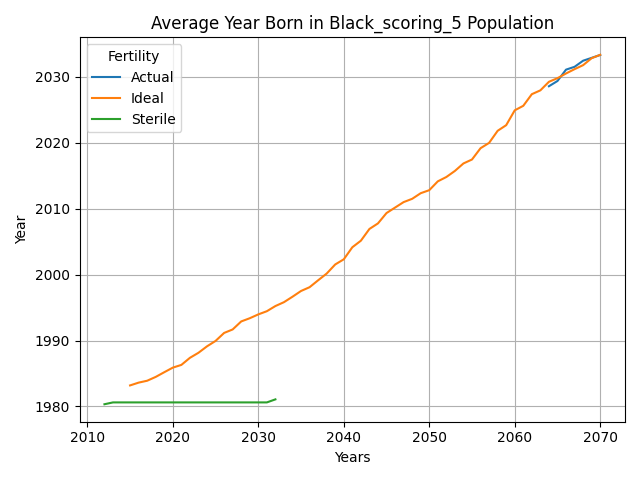 Average Year Born in Black_scoring_5 Population
Fertility
Actual
Ideal
Sterile
Year
2030
2020
2010
2000
1990
1980
2010 2020 2030 2040 2050 2060 2070
Years